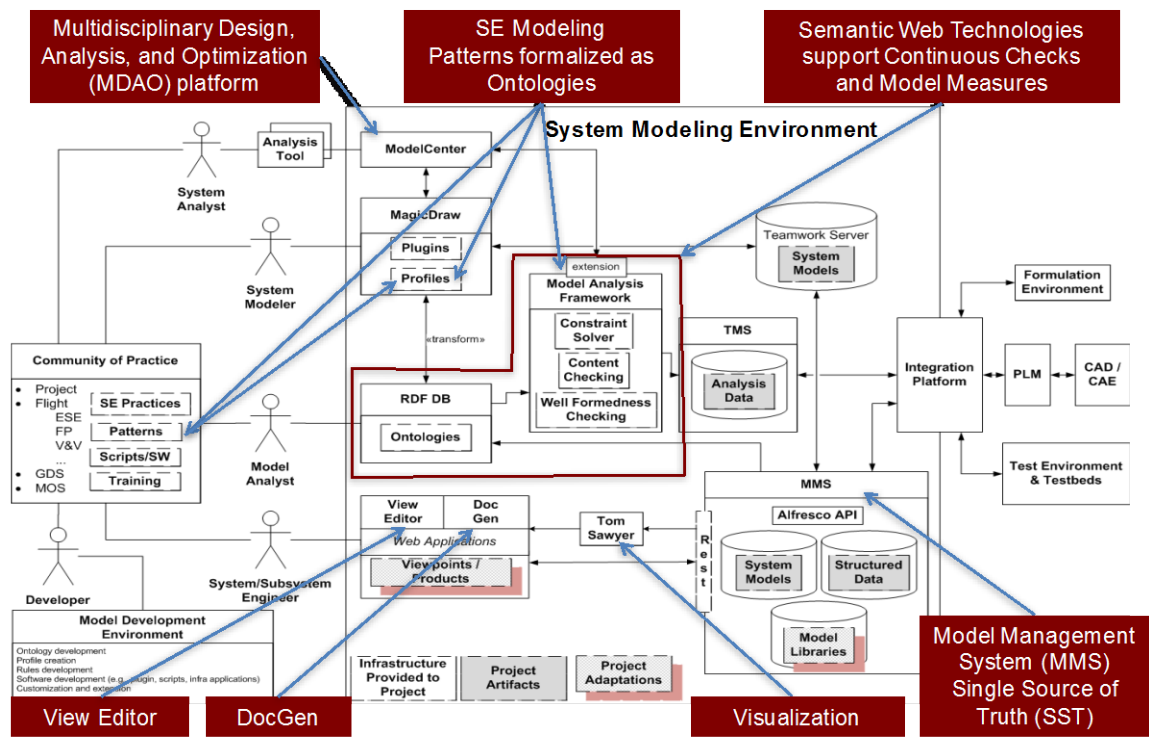 Multidisciplinary Design,
Analysis, and Optimization
(MDAO) platform
SE Modeling
Patterns formalized as
Ontologies
Semantic Web Technologies
support Continuous Checks
and Model Measures
System Modeling Environment
Analysis
Tool
ModelCenter
System
Analyst
MagicDraw
Plugins
Profiles
System
Modeler
Teamwork Server
System
Models
extension
Model Analysis
Framework
Constraint
Solver
Content
Checking
Well Formedness
Checking
«transform»
TMS
Analysis
Data
Formulation
Environment
Integration
Platform
PLM
CAD /
CAE
Test Environment
& Testbeds
Community of Practice
• Project
• Flight
ESE
FP
V&V
...
• GDS
• MOS
SE Practices
Patterns
Scripts/SW
Training
RDF DB
Ontologies
Model
Analyst
MMS
Alfresco API
System
Models
Structured
Data
Model
Libraries
Rest
View
Editor
Doc
Gen
Web Applications
Viewpoints /
Products
Tom
Sawyer
System/Subsystem
Engineer
Developer
Model Development
Environment
Ontology development
Profile creation
Rules development
Software development (e.g., plugin, scripts, infra applications)
Customization and extension
Infrastructure
Provided to
Project
Project
Artifacts
Project
Adaptations
View Editor
DocGen
Visualization
Model Management
System (MMS)
Single Source of
Truth (SST)